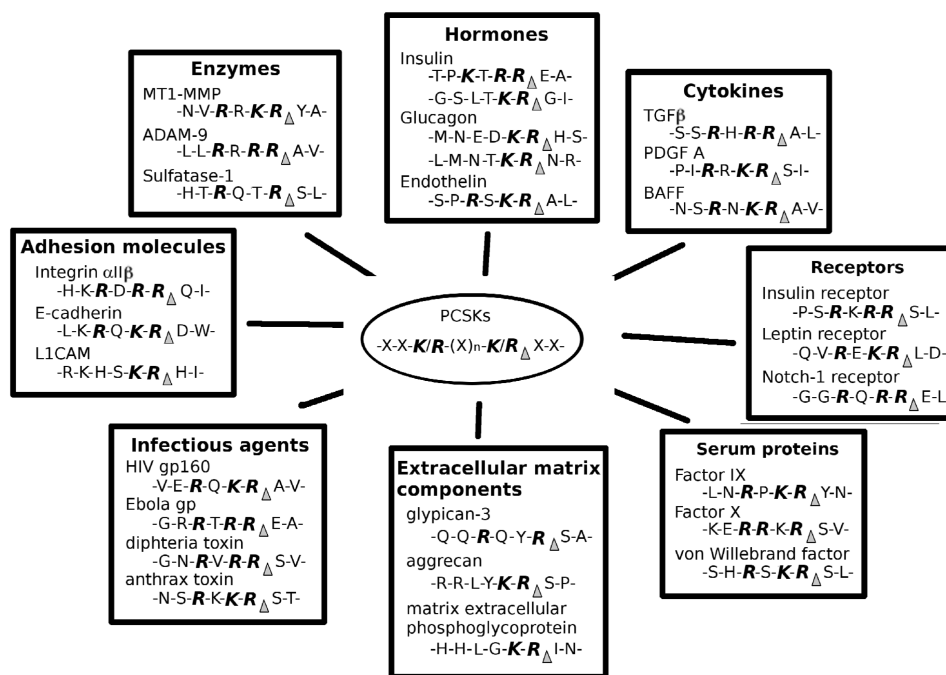 Hormones
Insulin
-T-P-K-T-R-R△E-A-
-G-S-L-T-K-R△G-I-
Glucagon
-M-N-E-D-K-R△H-S-
-L-M-N-T-K-R△N-R-
Endothelin
-S-P-R-S-K-R△A-L-
Enzymes
MT1-MMP
-N-V-R-R-K-R△Y-A-
ADAM-9
-L-L-R-R-R-R△A-V-
Sulfatase-1
-H-T-R-Q-T-R△S-L-
Cytokines
TGFβ
-S-S-R-H-R-R△A-L-
PDGF A
-P-I-R-R-K-R△S-I-
BAFF
-N-S-R-N-K-R△A-V-
Adhesion molecules
Integrin αIIβ
-H-K-R-D-R-R△Q-I-
E-cadherin
-L-K-R-Q-K-R△D-W-
L1CAM
-R-K-H-S-K-R△H-I-
PCSKs
-X-X-K/R-(X)n-K/R△X-X-
Receptors
Insulin receptor
-P-S-R-K-R-R△S-L-
Leptin receptor
-Q-V-R-E-K-R△L-D-
Notch-1 receptor
-G-G-R-Q-R-R△E-L
Infectious agents
HIV gp160
-V-E-R-Q-K-R△A-V-
Ebola gp
-G-R-R-T-R-R△E-A-
diphteria toxin
-G-N-R-V-R-R△S-V-
anthrax toxin
-N-S-R-K-K-R△S-T-
Extracellular matrix
components
glypican-3
-Q-Q-R-Q-Y-R△S-A-
aggrecan
-R-R-L-Y-K-R△S-P-
matrix extracellular
phosphoglycoprotein
-H-H-L-G-K-R△I-N-
Serum proteins
Factor IX
-L-N-R-P-K-R△Y-N-
Factor X
-K-E-R-R-K-R△S-V-
von Willebrand factor
-S-H-R-S-K-R△S-L-